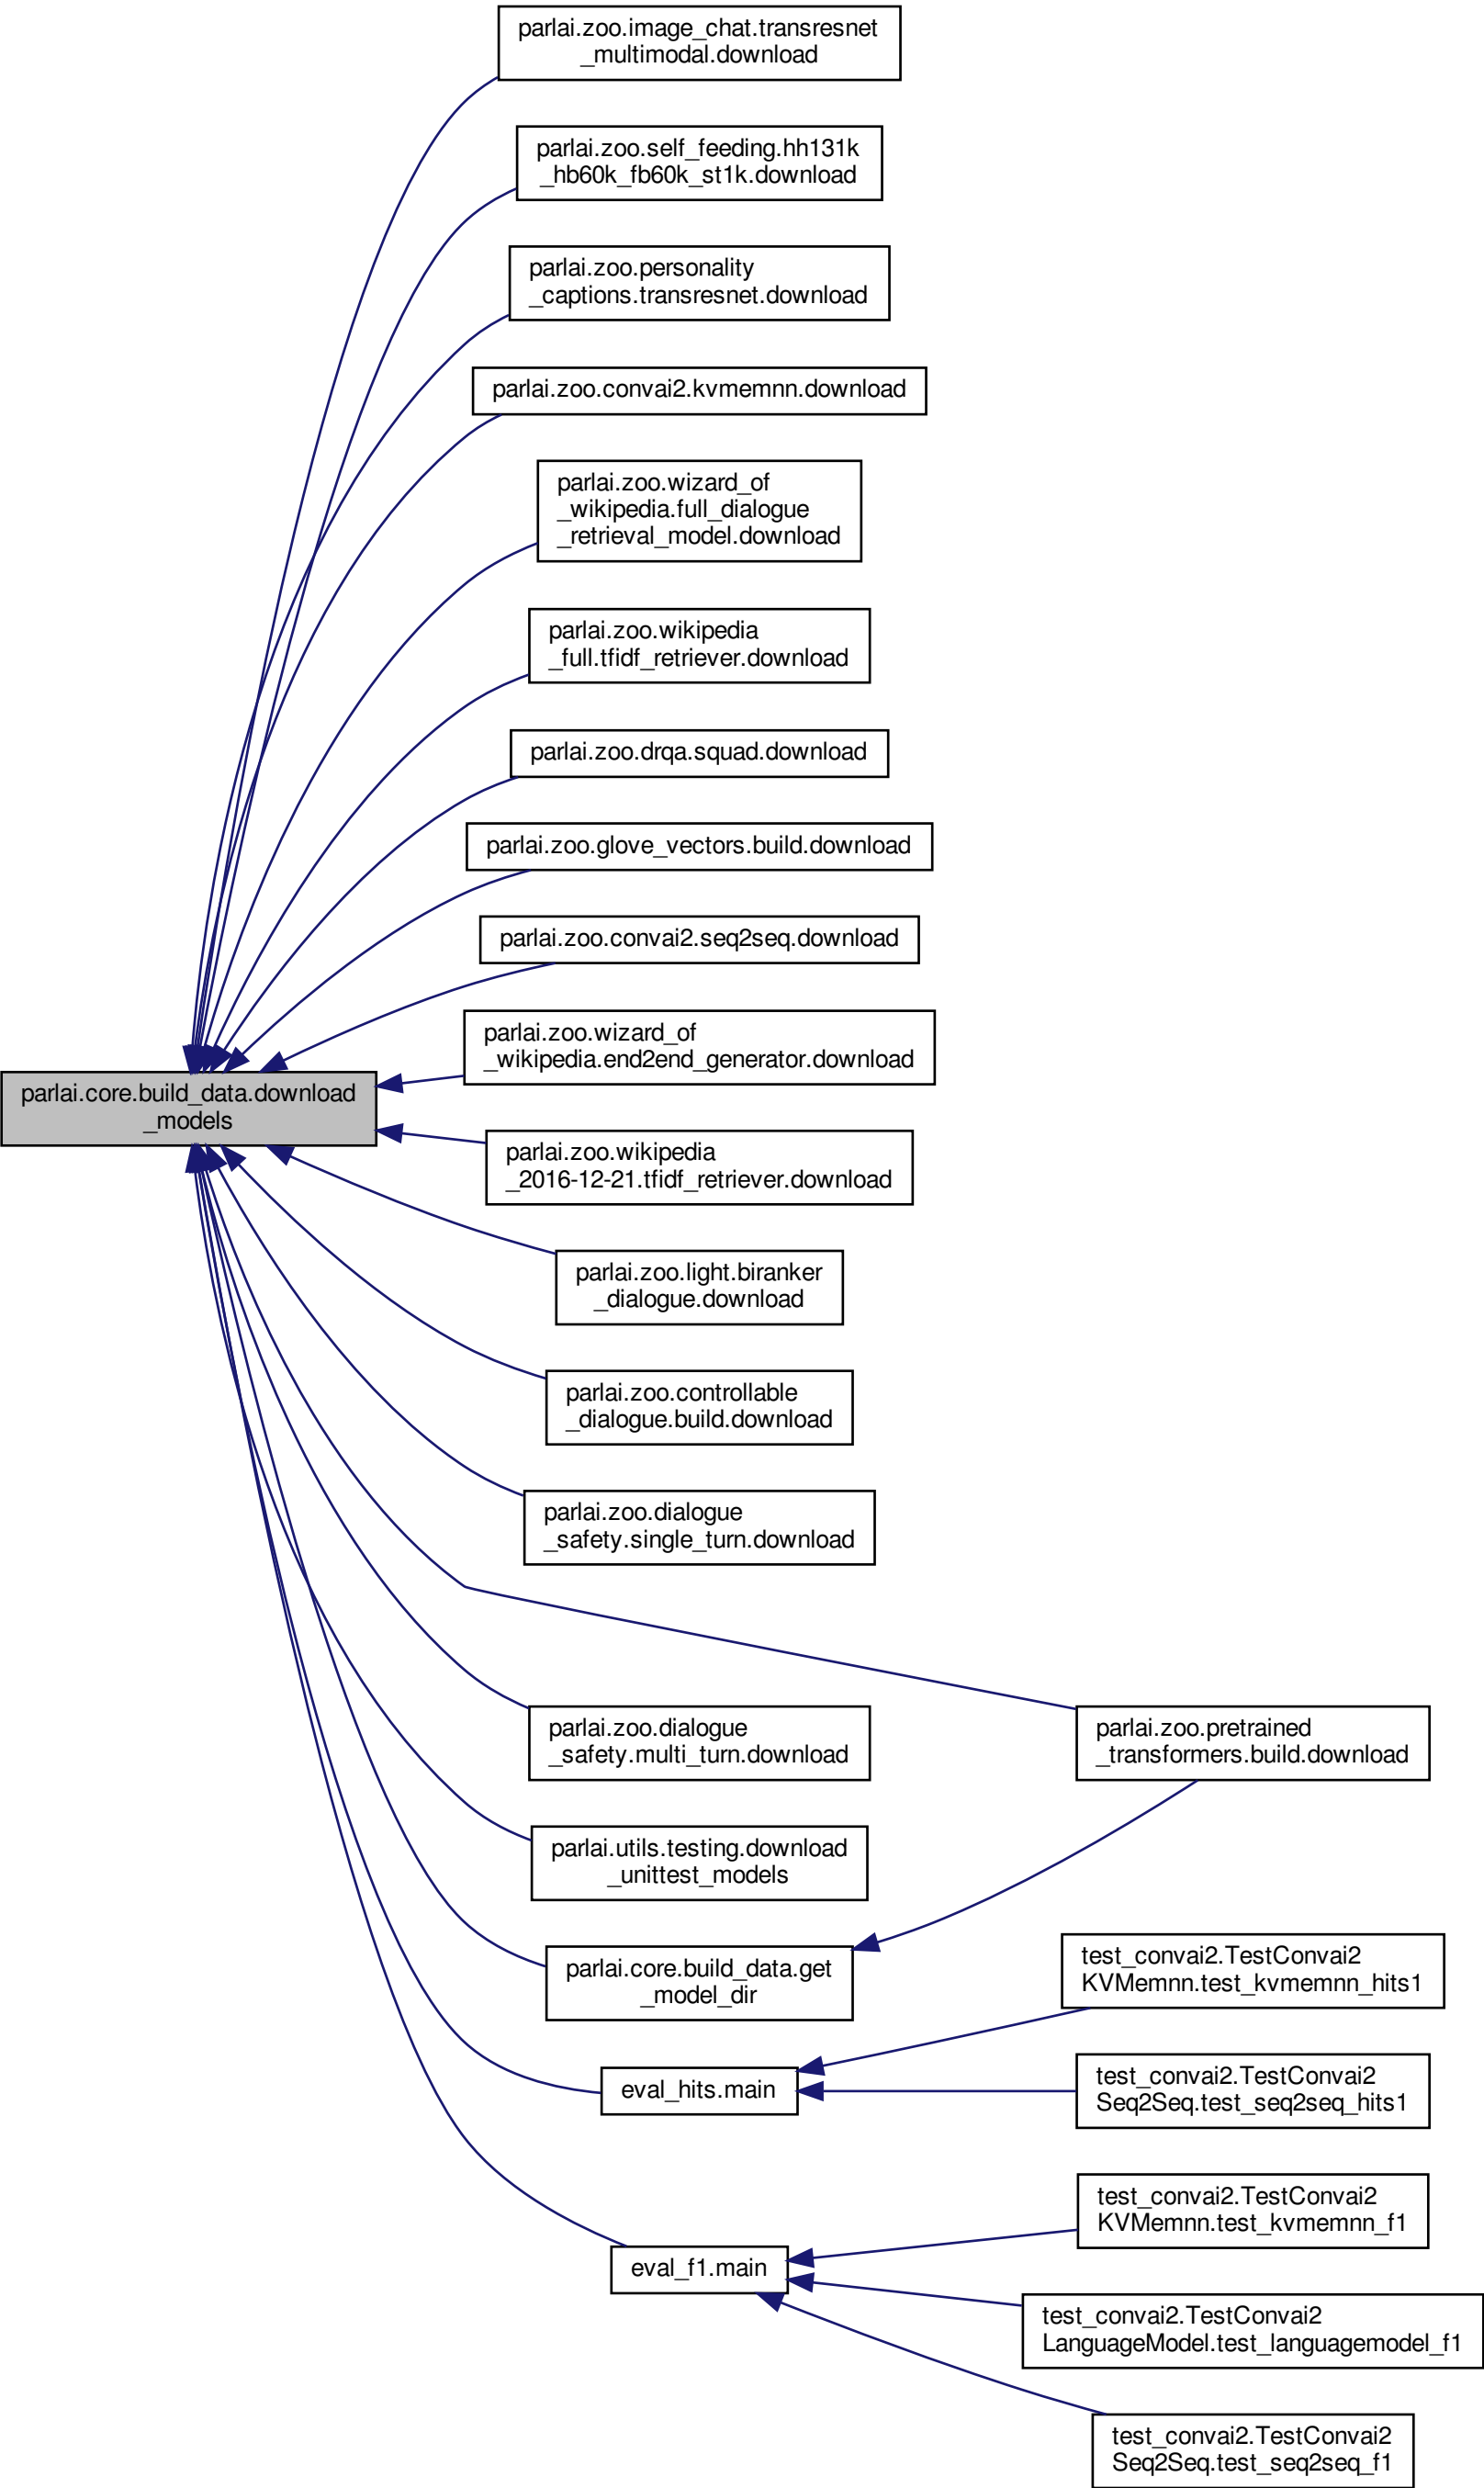 parlai.zoo.image_chat.transresnet
_multimodal.download
parlai.zoo.self_feeding.hh131k
_hb60k_fb60k_st1k.download
parlai.zoo.personality
_captions.transresnet.download
parlai.zoo.convai2.kvmemnn.download
parlai.zoo.wizard_of
_wikipedia.full_dialogue
_retrieval_model.download
parlai.zoo.wikipedia
_full.tfidf_retriever.download
parlai.zoo.drqa.squad.download
parlai.zoo.glove_vectors.build.download
parlai.zoo.convai2.seq2seq.download
parlai.zoo.wizard_of
_wikipedia.end2end_generator.download
parlai.core.build_data.download
_models
parlai.zoo.wikipedia
_2016-12-21.tfidf_retriever.download
parlai.zoo.light.biranker
_dialogue.download
parlai.zoo.controllable
_dialogue.build.download
parlai.zoo.dialogue
_safety.single_turn.download
parlai.zoo.dialogue
_safety.multi_turn.download
parlai.zoo.pretrained
_transformers.build.download
parlai.utils.testing.download
_unittest_models
parlai.core.build_data.get
_model_dir
test_convai2.TestConvai2
KVMemnn.test_kvmemnn_hits1
eval_hits.main
test_convai2.TestConvai2
Seq2Seq.test_seq2seq_hits1
test_convai2.TestConvai2
KVMemnn.test_kvmemnn_f1
eval_f1.main
test_convai2.TestConvai2
LanguageModel.test_languagemodel_f1
test_convai2.TestConvai2
Seq2Seq.test_seq2seq_f1